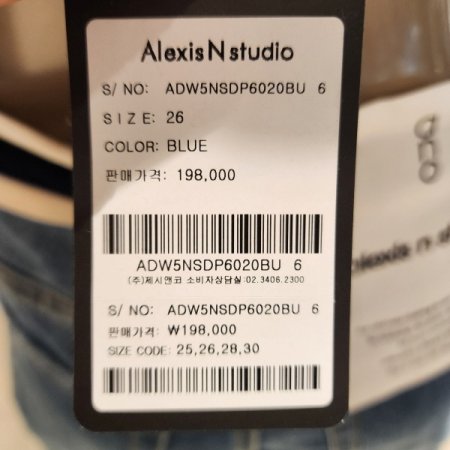 AlexisNstudio
S/ NO: ADW5NSDP6020BU 6
SIZE: 26
COLOR: BLUE
판매가격: 198,000
ADW5NSDP6020BU 6
(주)제시앤코 소비자상담실:02.3406.2300
S/ NO: ADW5NSDP6020BU 6
판매가격: ₩198,000
SIZE CODE: 25,26,28,30